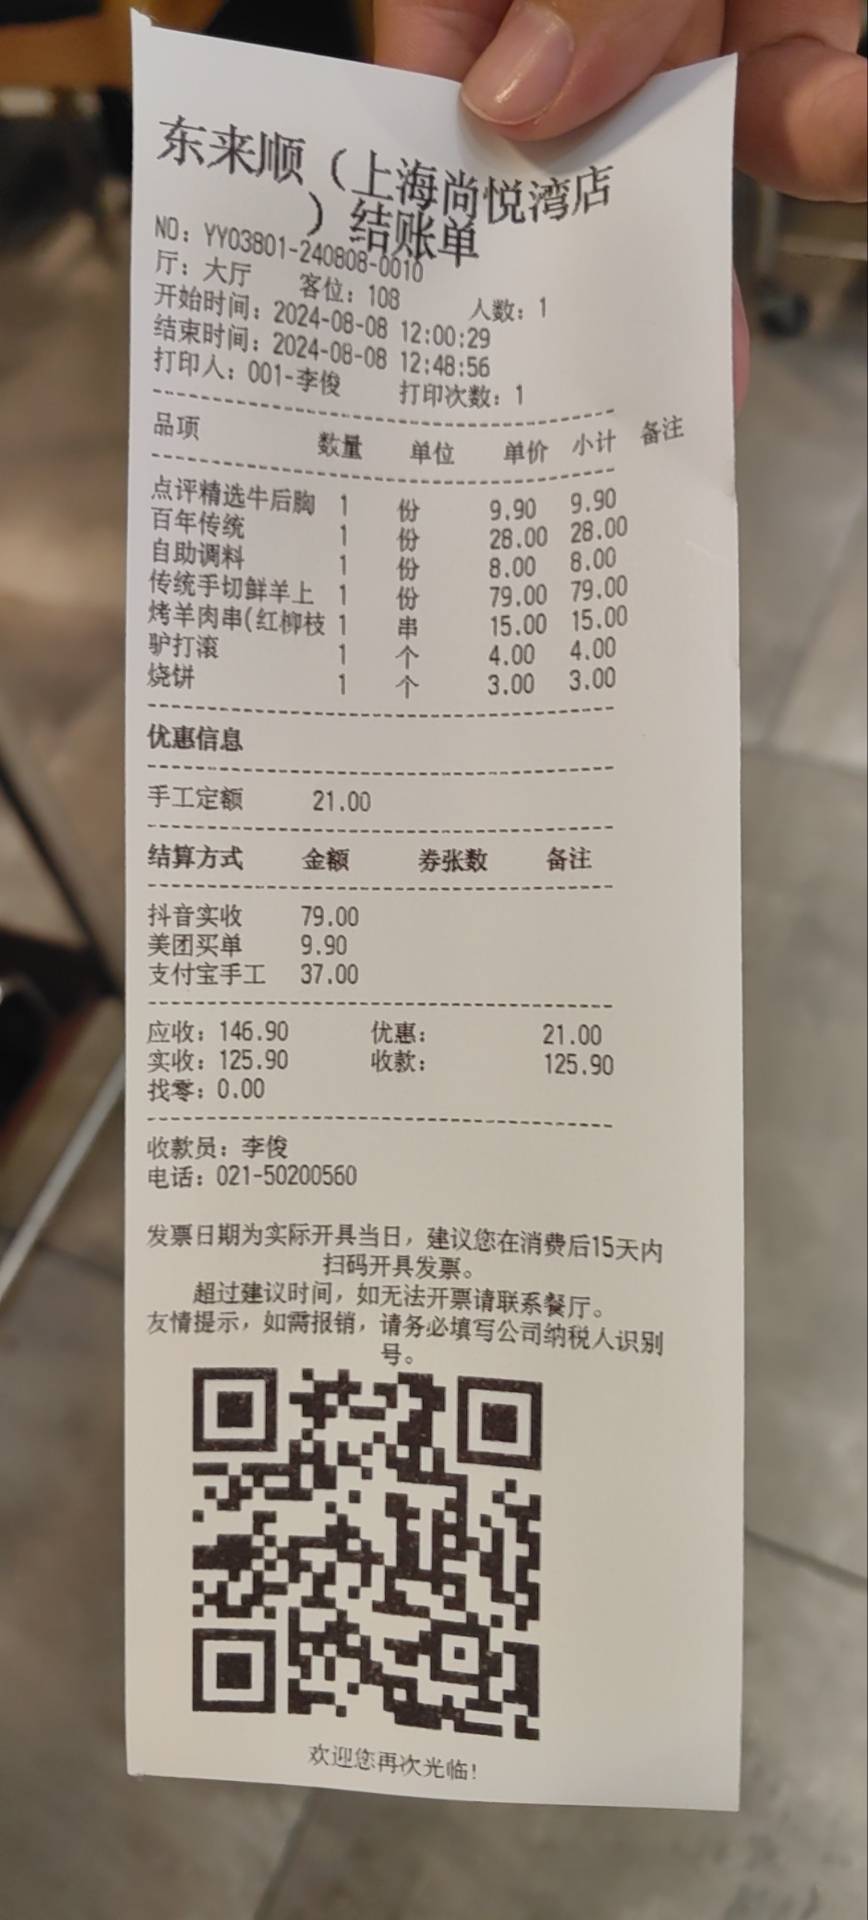 东来顺（上海尚悦湾店
）结账单
NO：YY03801-240808-0010
厅：大厅 客位：108 人数：1
开始时间：2024-08-08 12:00:29
结束时间：2024-08-08 12:48:56
打印人：001-李俊 打印次数：1
品项 数量 单位 单价 小计 备注
点评精选牛后胸 1 份 9.90 9.90
百年传统 1 份 28.00 28.00
自助调料 1 份 8.00 8.00
传统手切鲜羊上 1 份 79.00 79.00
烤羊肉串(红柳枝 1 串 15.00 15.00
驴打滚 1 个 4.00 4.00
烧饼 1 个 3.00 3.00
优惠信息
手工定额 21.00
结算方式 金额 券张数 备注
抖音实收 79.00
美团买单 9.90
支付宝手工 37.00
应收：146.90 优惠： 21.00
实收：125.90 收款： 125.90
找零：0.00
收款员：李俊
电话：021-50200560
发票日期为实际开具当日，建议您在消费后15天内
扫码开具发票。
超过建议时间，如无法开票请联系餐厅。
友情提示，如需报销，请务必填写公司纳税人识别
号。
欢迎您再次光临！